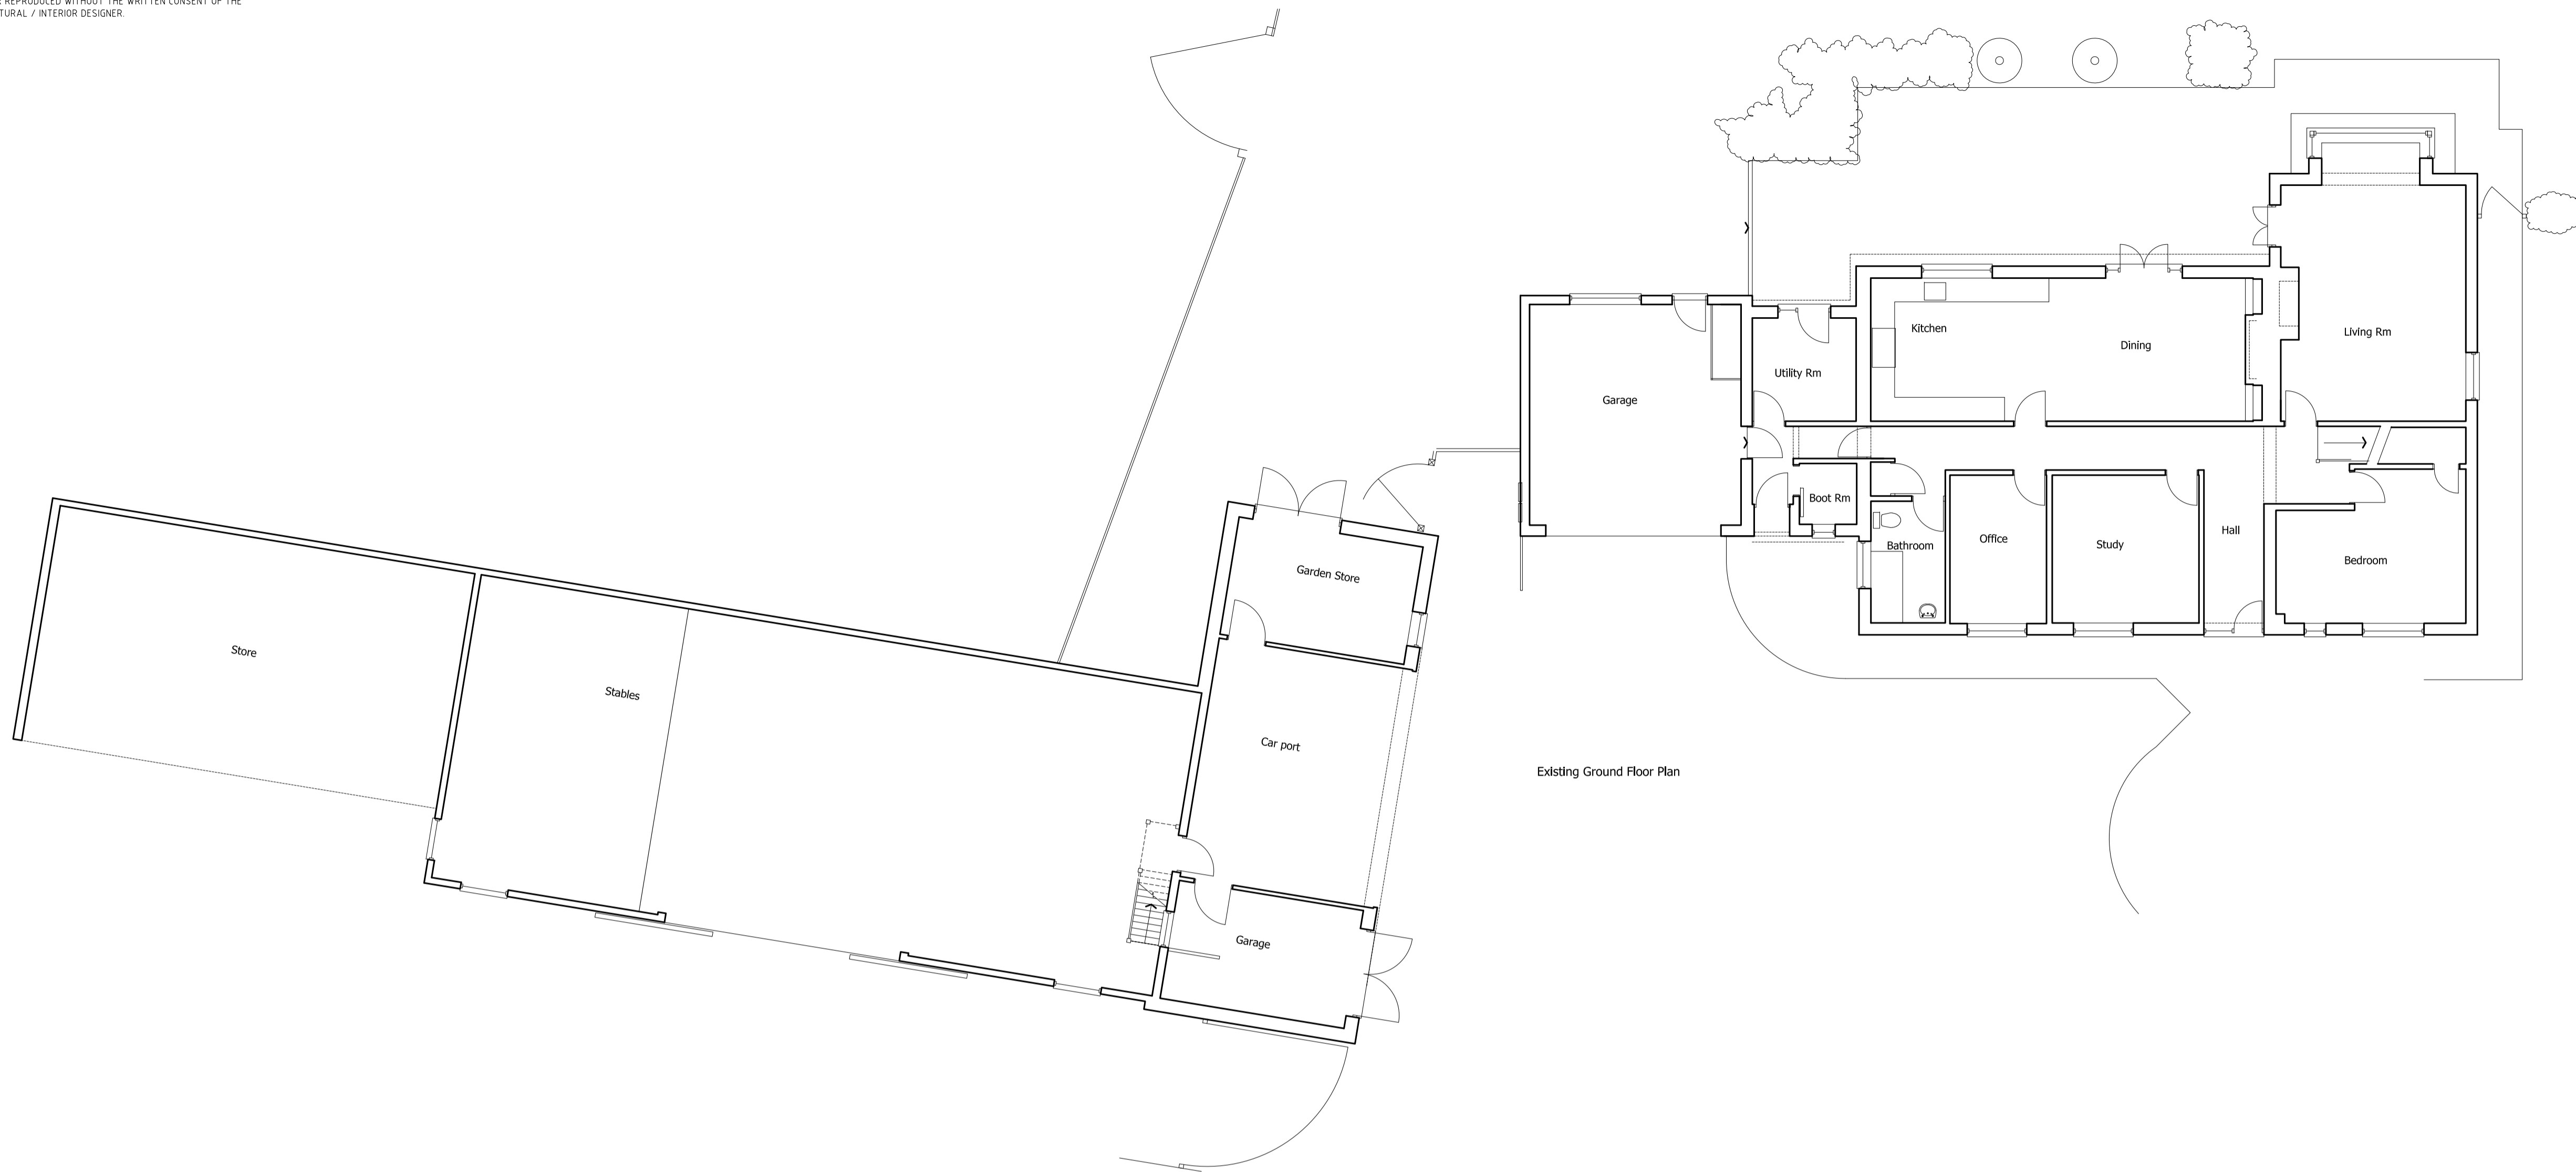 REPRODUCED WITHOUT THE WRITTEN CONSENT OF THE
TURAL / INTERIOR DESIGNER.
Kitchen
Living Rm
Dining
Utility Rm
Garage
Boot Rm
Hall
Office
Bathroom
Study
Bedroom
Garden Store
Store
Stables
Car port
Existing Ground Floor Plan
Garage